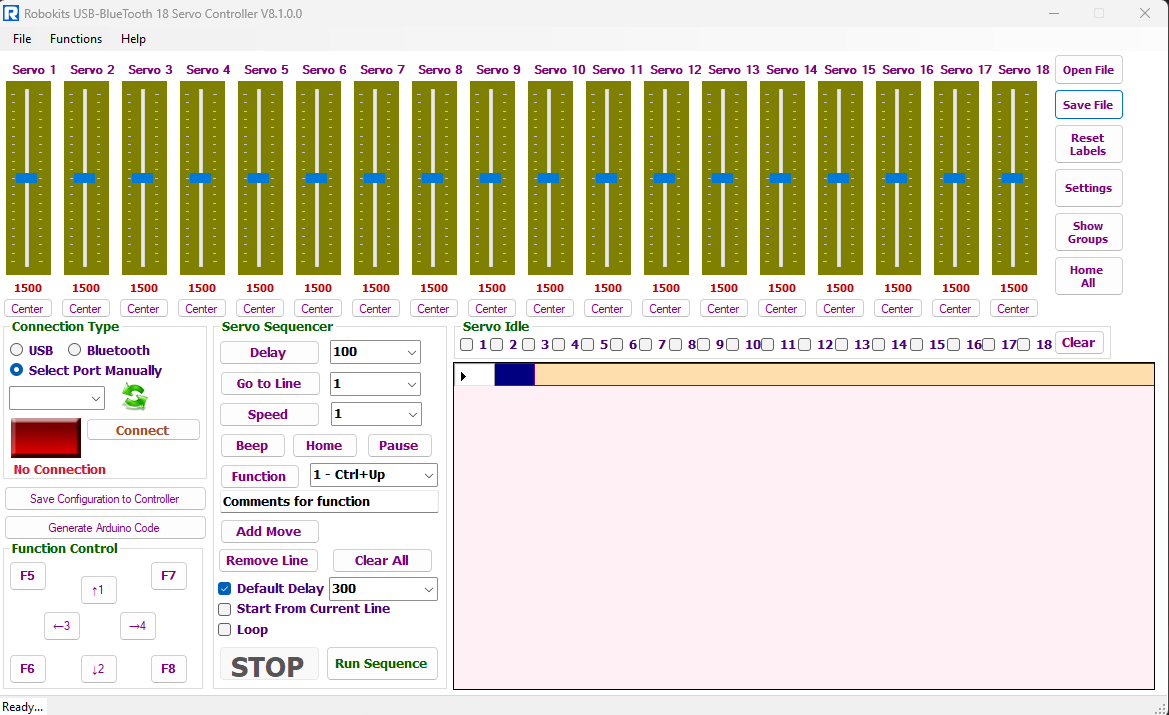 Robokits USB-BlueTooth 18 Servo Controller V8.1.0.0
File Functions Help
Servo 1 Servo 2 Servo 3 Servo 4 Servo 5 Servo 6 Servo 7 Servo 8 Servo 9 Servo 10 Servo 11 Servo 12 Servo 13 Servo 14 Servo 15 Servo 16 Servo 17 Servo 18
1500 1500 1500 1500 1500 1500 1500 1500 1500 1500 1500 1500 1500 1500 1500 1500 1500 1500
Center Center Center Center Center Center Center Center Center Center Center Center Center Center Center Center Center Center
Open File
Save File
Reset
Labels
Settings
Show
Groups
Home
All
Connection Type
USB Bluetooth
Select Port Manually
Connect
No Connection
Save Configuration to Controller
Generate Arduino Code
Function Control
F5 F7
↑1
←3 →4
F6 ↓2 F8
Servo Sequencer
Delay 100
Go to Line 1
Speed 1
Beep Home Pause
Function 1 - Ctrl+Up
Comments for function
Add Move
Remove Line Clear All
Default Delay 300
Start From Current Line
Loop
STOP Run Sequence
Servo Idle
1 2 3 4 5 6 7 8 9 10 11 12 13 14 15 16 17 18 Clear
Ready...